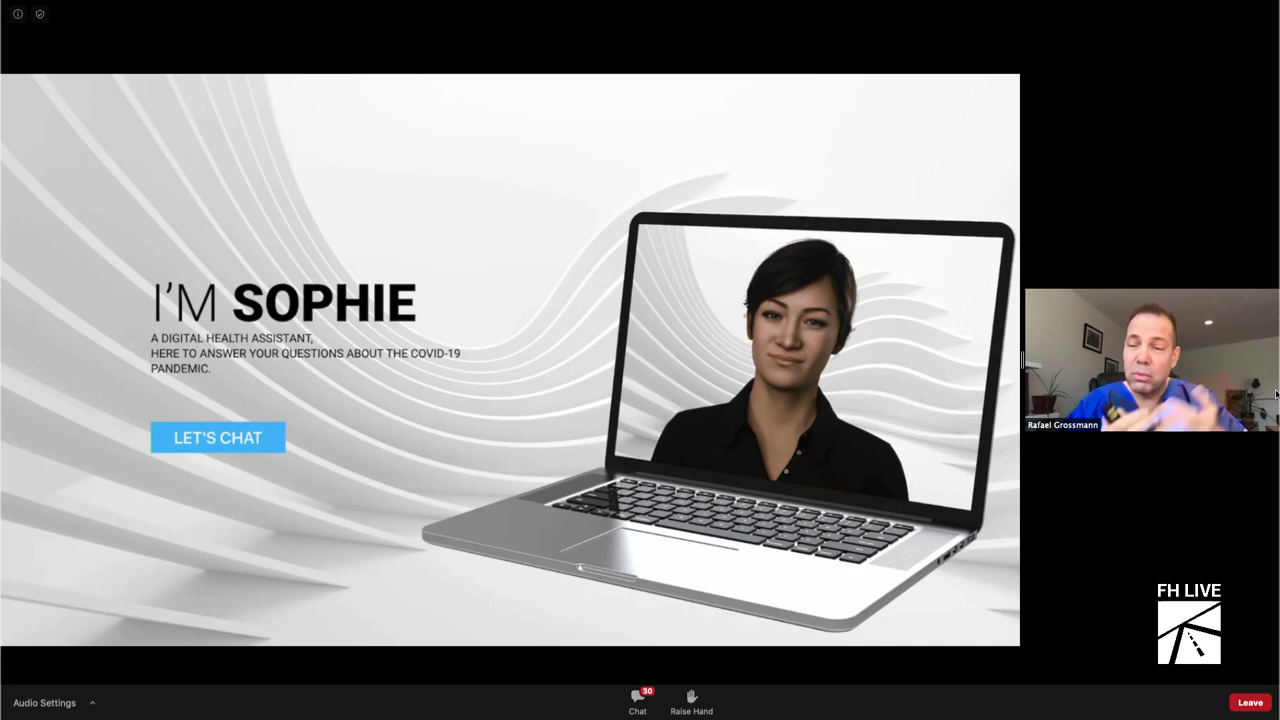 I'M SOPHIE
A DIGITAL HEALTH ASSISTANT,
HERE TO ANSWER YOUR QUESTIONS ABOUT THE COVID-19
PANDEMIC.
LET'S CHAT
Rafael Grossmann
FH LIVE
Audio Settings
30
Chat
Raise Hand
Leave